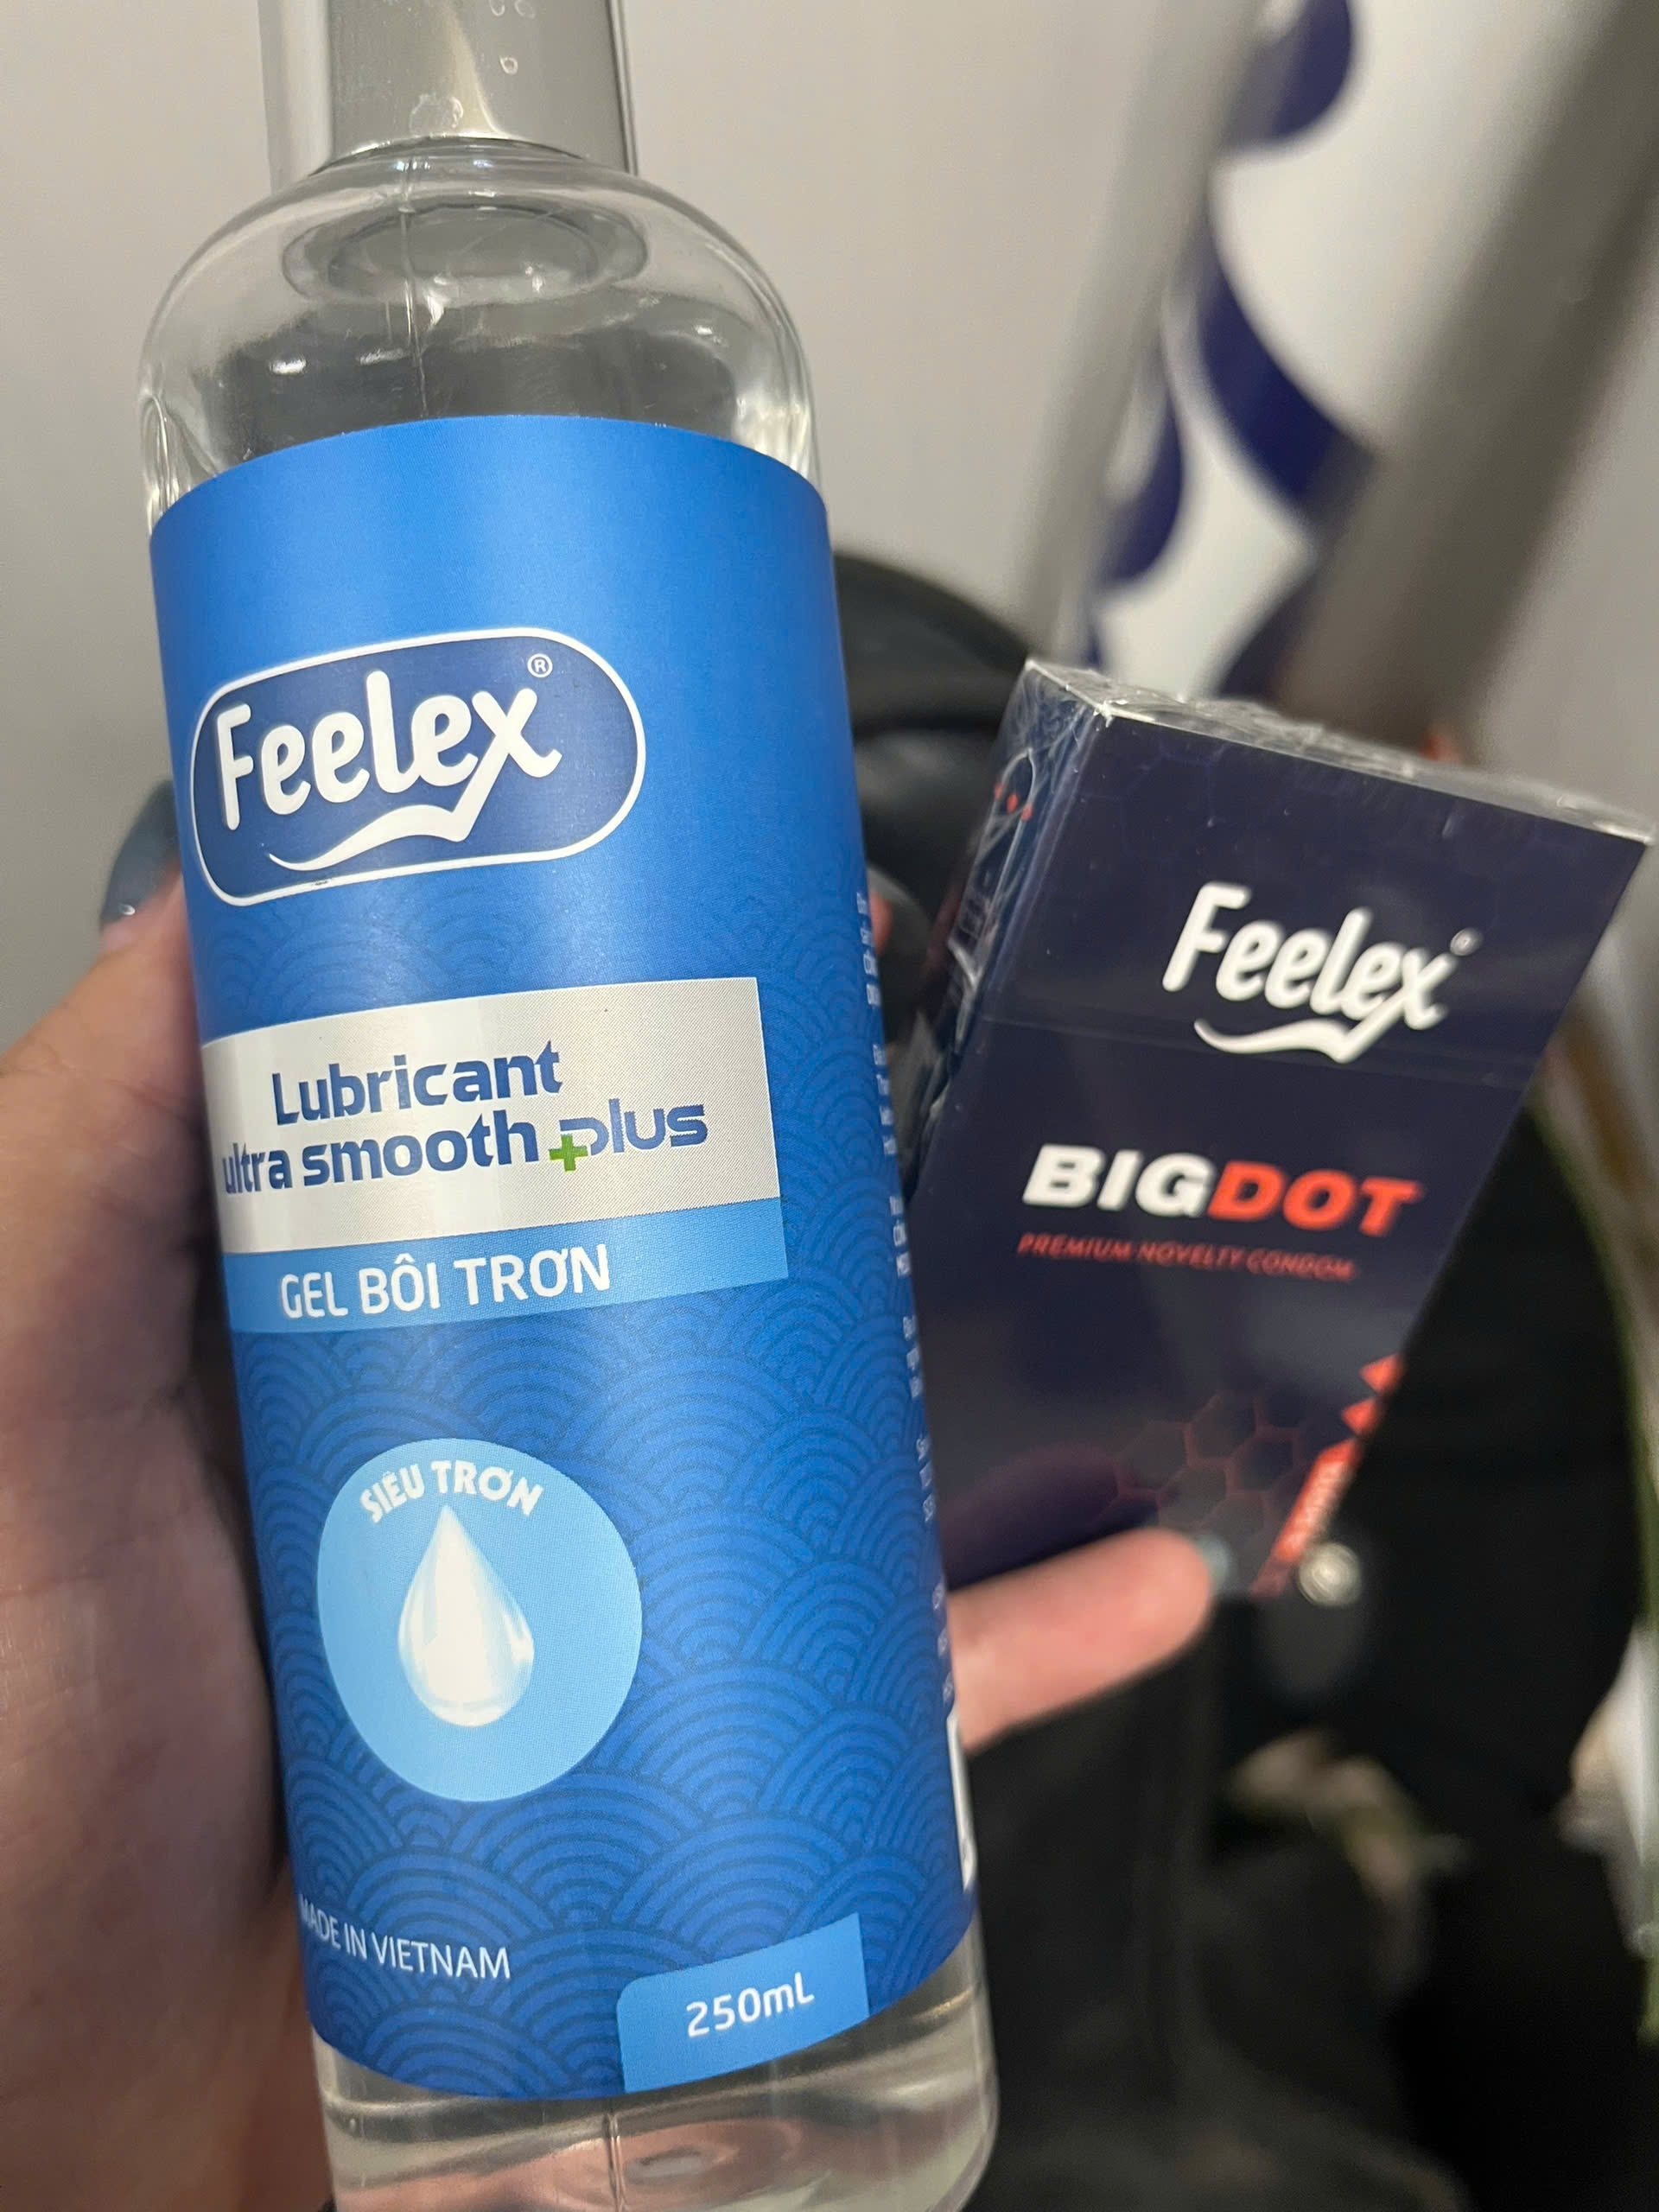 Feelex®
Lubricant
ultra smooth plus
GEL BÔI TRƠN
SIÊU TRƠN
MADE IN VIETNAM
250mL
Feelex®
BIGDOT
PREMIUM NOVELTY CONDOM